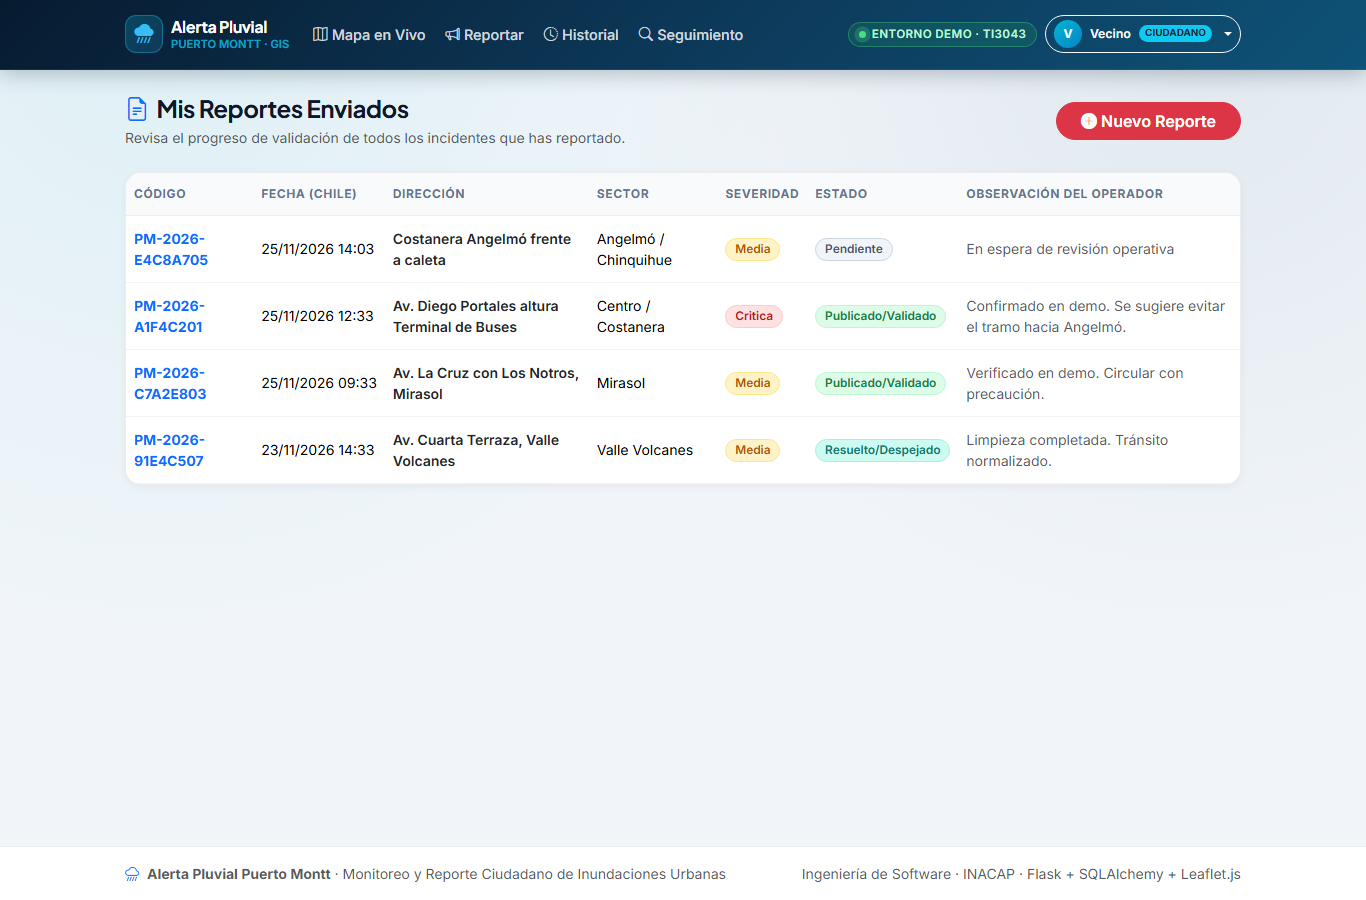 Alerta Pluvial
PUERTO MONTT · GIS
Mapa en Vivo
Reportar
Historial
Seguimiento
ENTORNO DEMO · TI3043
V
Vecino
CIUDADANO
Mis Reportes Enviados
Revisa el progreso de validación de todos los incidentes que has reportado.
Nuevo Reporte
CÓDIGO
FECHA (CHILE)
DIRECCIÓN
SECTOR
SEVERIDAD
ESTADO
OBSERVACIÓN DEL OPERADOR
PM-2026-
E4C8A705
25/11/2026 14:03
Costanera Angelmó frente
a caleta
Angelmó /
Chinquihue
Media
Pendiente
En espera de revisión operativa
PM-2026-
A1F4C201
25/11/2026 12:33
Av. Diego Portales altura
Terminal de Buses
Centro /
Costanera
Critica
Publicado/Validado
Confirmado en demo. Se sugiere evitar
el tramo hacia Angelmó.
PM-2026-
C7A2E803
25/11/2026 09:33
Av. La Cruz con Los Notros,
Mirasol
Mirasol
Media
Publicado/Validado
Verificado en demo. Circular con
precaución.
PM-2026-
91E4C507
23/11/2026 14:33
Av. Cuarta Terraza, Valle
Volcanes
Valle Volcanes
Media
Resuelto/Despejado
Limpieza completada. Tránsito
normalizado.
Alerta Pluvial Puerto Montt · Monitoreo y Reporte Ciudadano de Inundaciones Urbanas
Ingeniería de Software · INACAP · Flask + SQLAlchemy + Leaflet.js